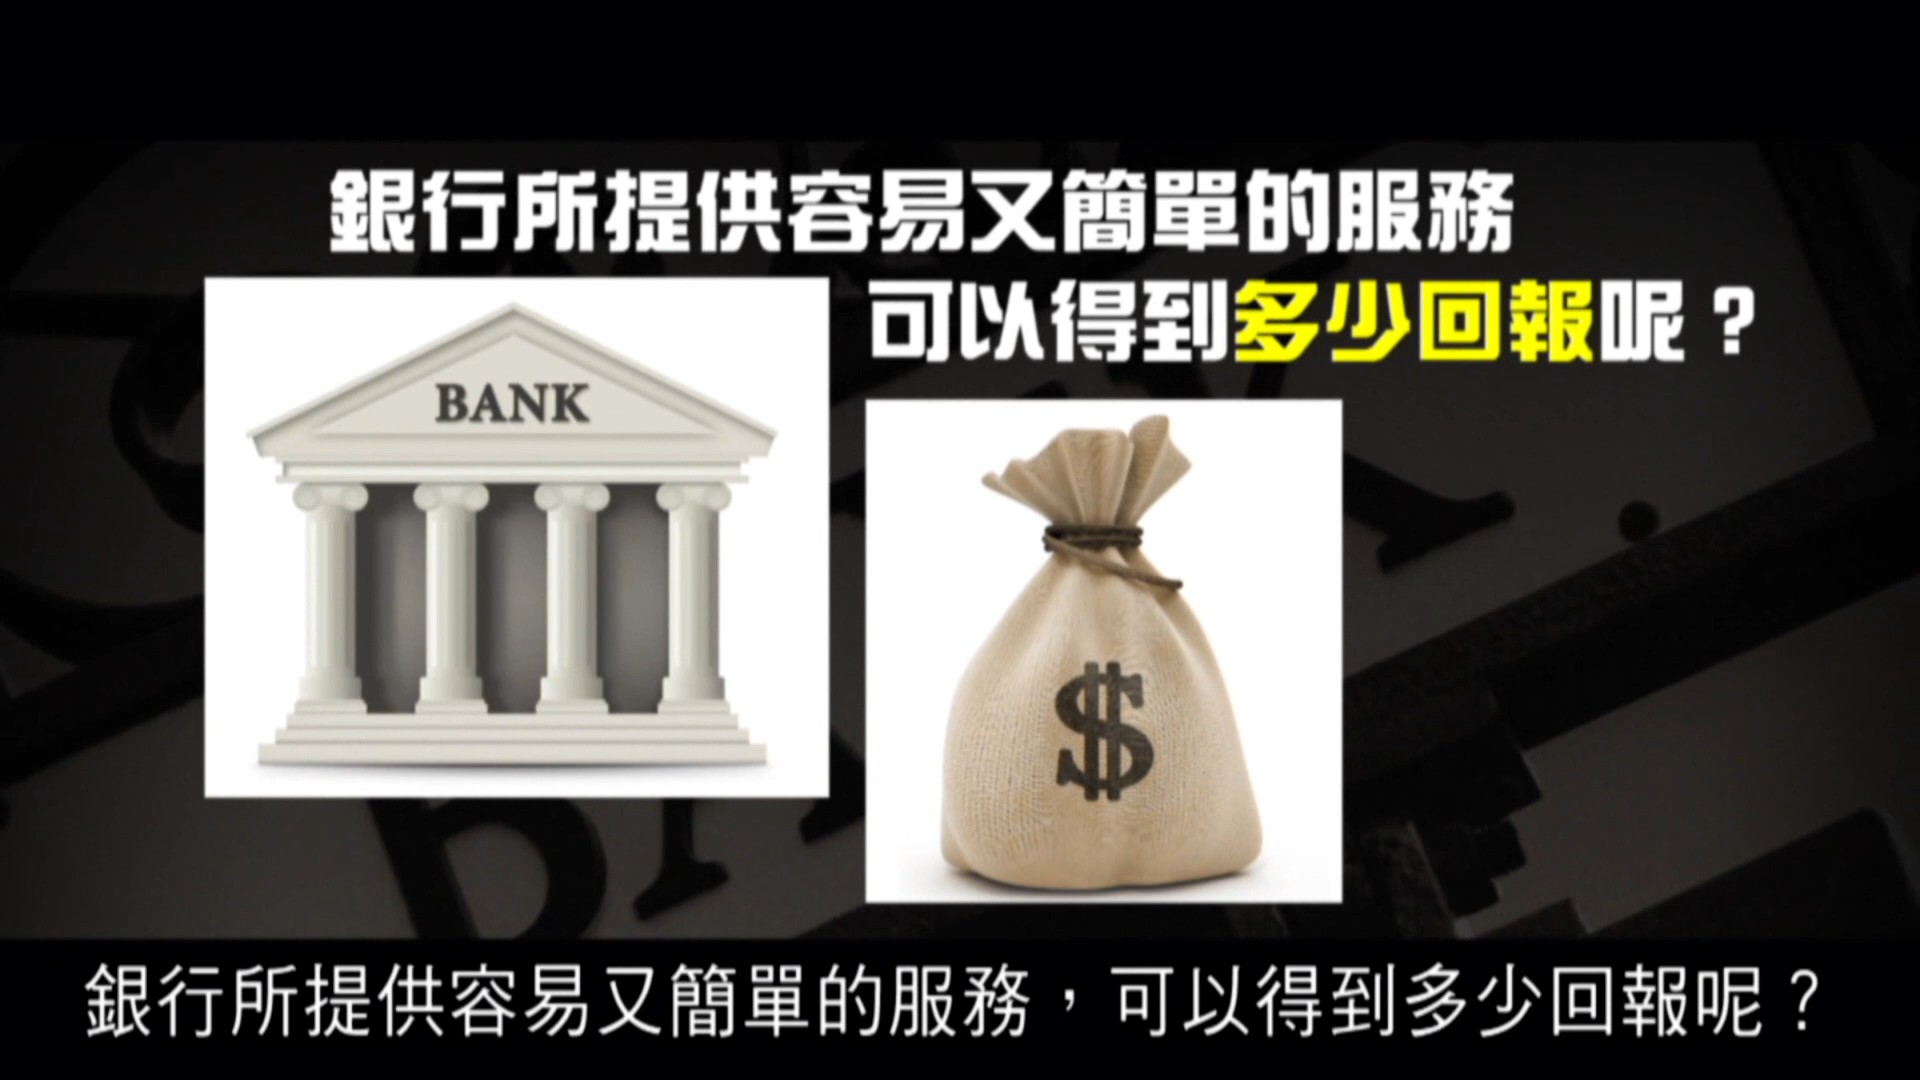 銀行所提供容易又簡單的服務
可以得到多少回報呢？
BANK
$
銀行所提供容易又簡單的服務，可以得到多少回報呢？